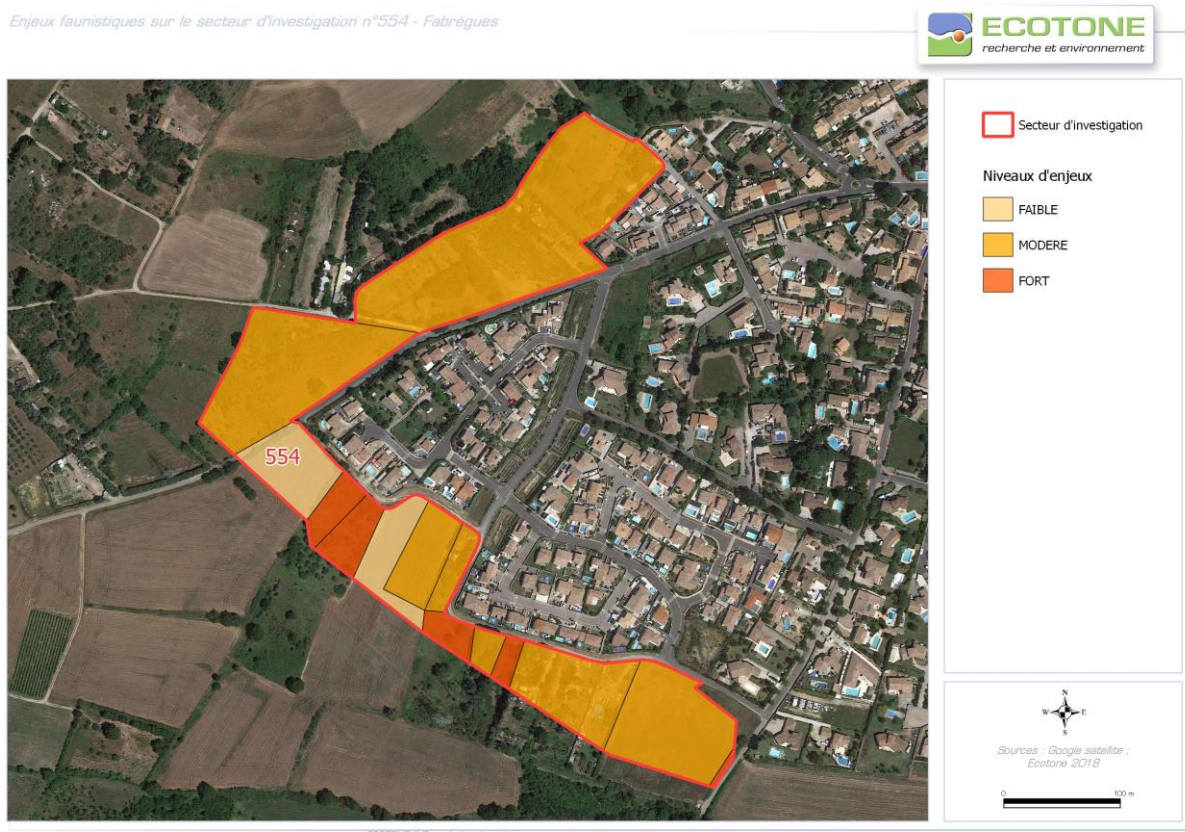 Enjeux faunistiques sur le secteur d'investigation n°554 - Fabrègues
ECOTONE
recherche et environnement
Secteur d'investigation
Niveaux d'enjeux
FAIBLE
MODERE
FORT
554
N
W E
S
Sources : Google satellite ;
Ecotone 2018
0 100 m